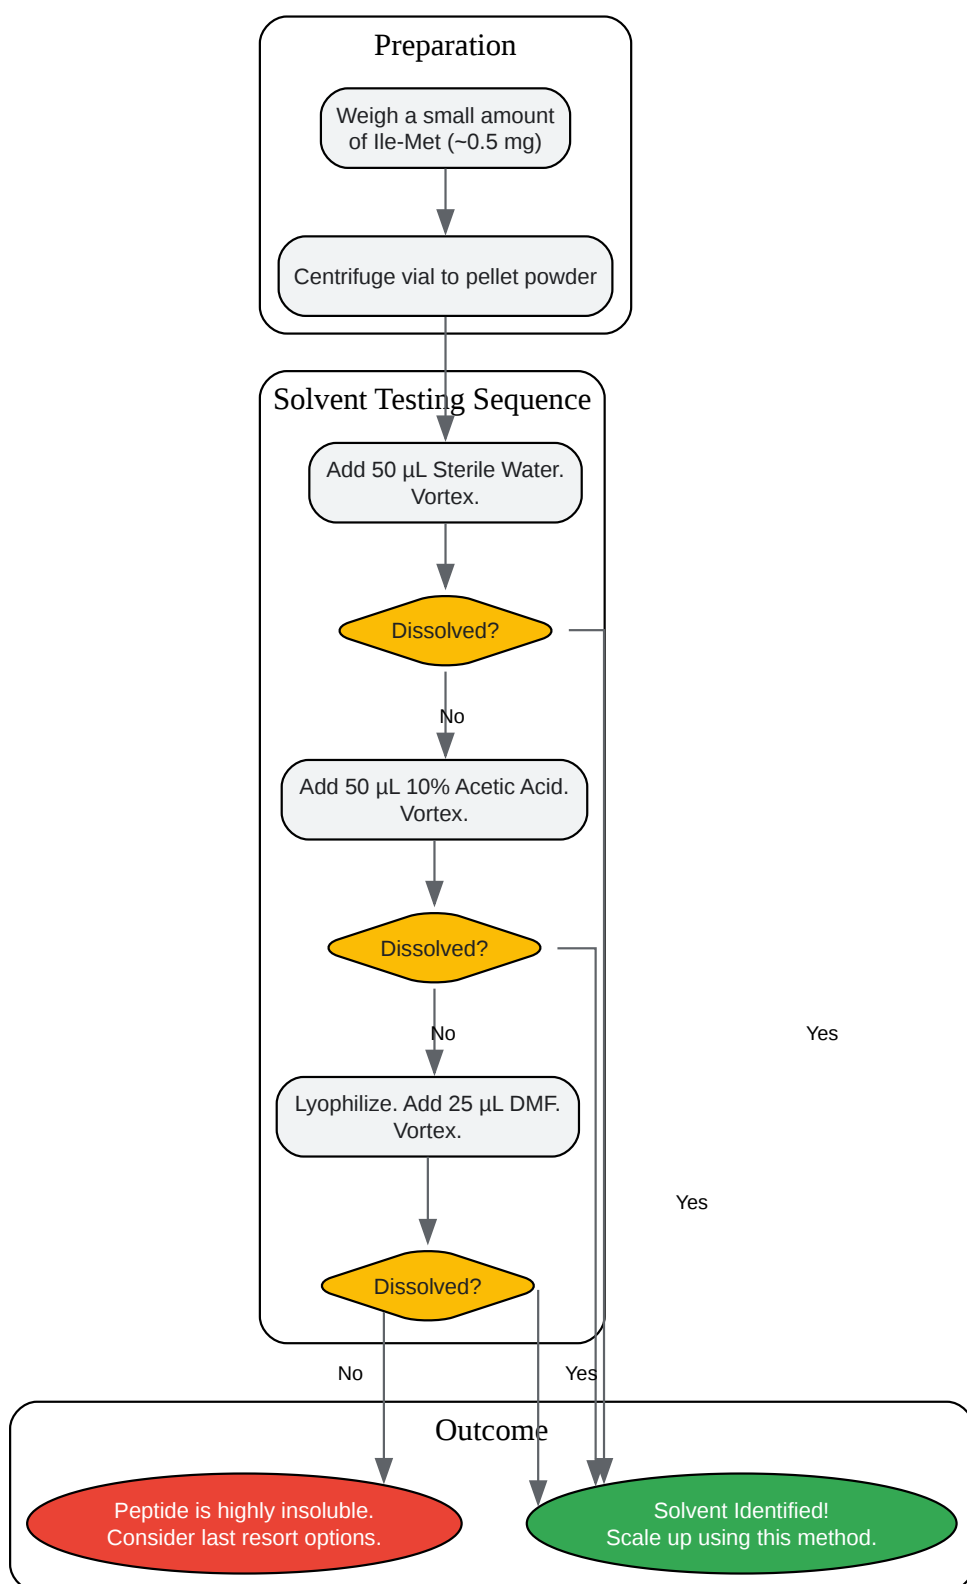 Preparation
Weigh a small amount
of Ile-Met (~0.5 mg)
Centrifuge vial to pellet powder
Solvent Testing Sequence
Add 50 µL Sterile Water.
Vortex.
Dissolved?
No
Add 50 µL 10% Acetic Acid.
Vortex.
Dissolved?
No
Yes
Lyophilize. Add 25 µL DMF.
Vortex.
Yes
Dissolved?
No
Yes
Outcome
Peptide is highly insoluble.
Consider last resort options.
Solvent Identified!
Scale up using this method.